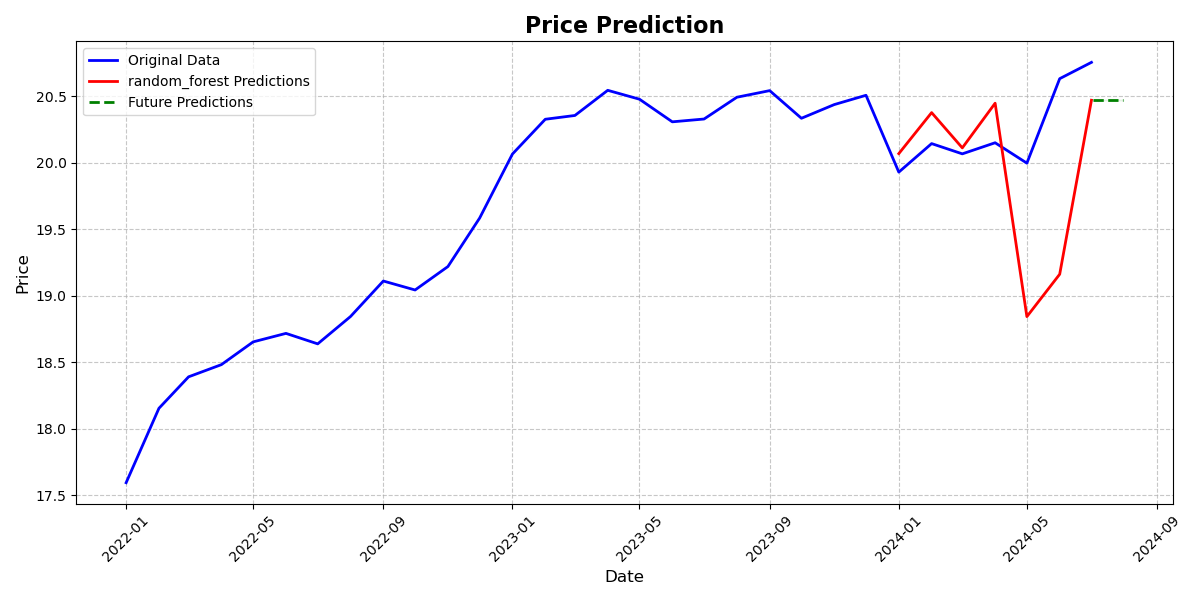 Price Prediction
Original Data
random_forest Predictions
Future Predictions
Price
20.5
20.0
19.5
19.0
18.5
18.0
17.5
2022-01
2022-05
2022-09
2023-01
2023-05
2023-09
2024-01
2024-05
2024-09
Date